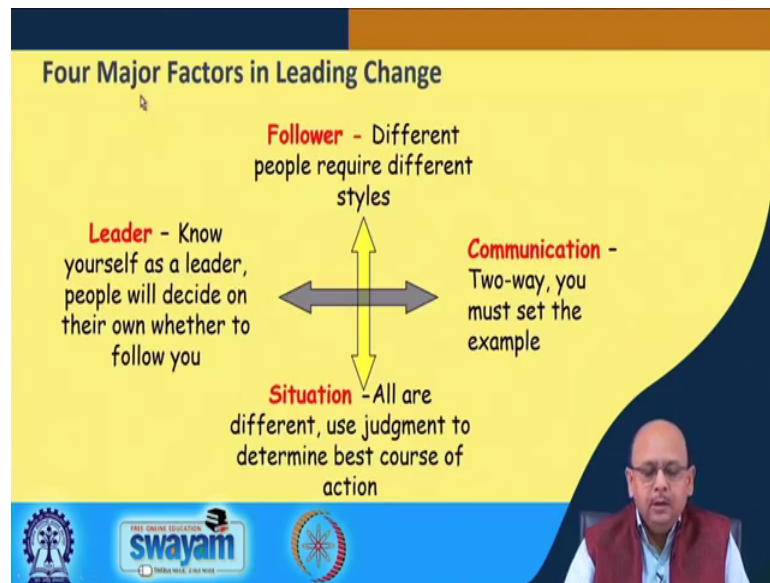 Four Major Factors in Leading Change
Follower - Different
people require different
styles
Leader - Know
yourself as a leader,
people will decide on
their own whether to
follow you
Communication -
Two-way, you
must set the
example
Situation -All are
different, use judgment to
determine best course of
action
FREE ONLINE EDUCATION
swayam